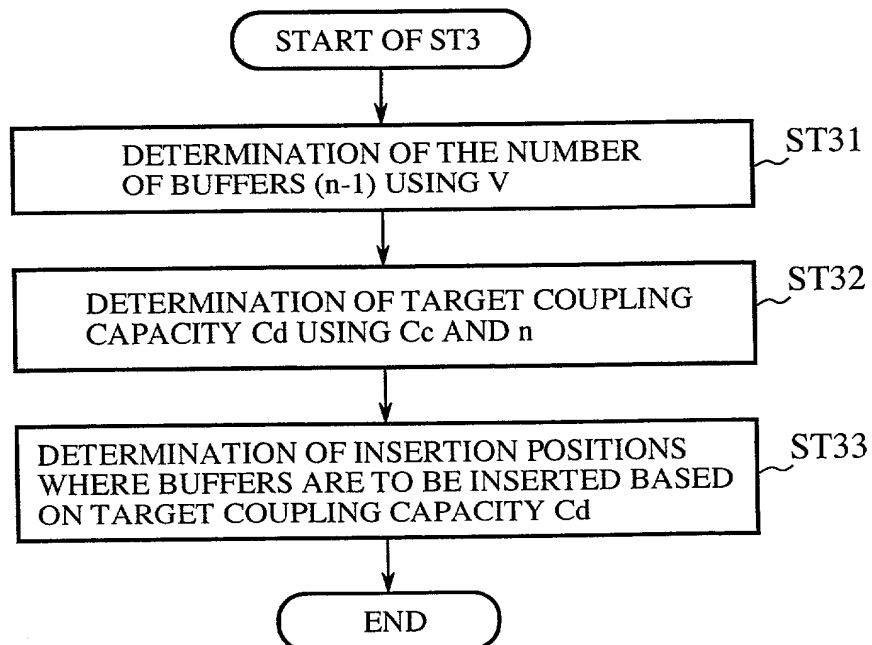 START OF ST3
DETERMINATION OF THE NUMBER
OF BUFFERS (n-1) USING V
ST31
DETERMINATION OF TARGET COUPLING
CAPACITY Cd USING Cc AND n
ST32
DETERMINATION OF INSERTION POSITIONS
WHERE BUFFERS ARE TO BE INSERTED BASED
ON TARGET COUPLING CAPACITY Cd
ST33
END